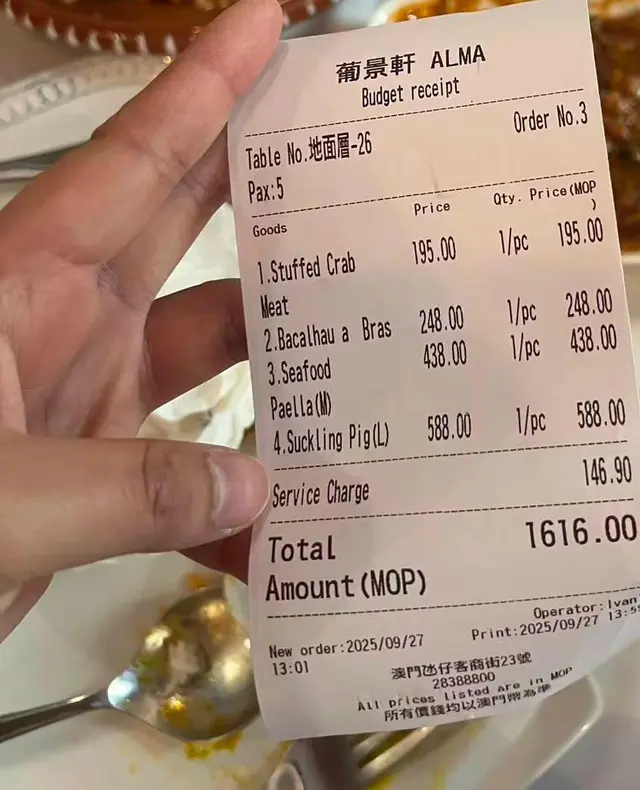 葡景軒 ALMA
Budget receipt
Table No.地面層-26 Order No.3
Pax:5
Goods Price Qty. Price(MOP
)
1.Stuffed Crab 195.00 1/pc 195.00
Meat
2.Bacalhau a Bras 248.00 1/pc 248.00
3.Seafood 438.00 1/pc 438.00
Paella(M)
4.Suckling Pig(L) 588.00 1/pc 588.00
Service Charge 146.90
Total 1616.00
Amount(MOP)
Operator:Ivan
New order:2025/09/27 Print:2025/09/27 13:59
13:01
澳門氹仔客商街23號
28388800
All prices listed are in MOP
所有價錢均以澳門幣為準